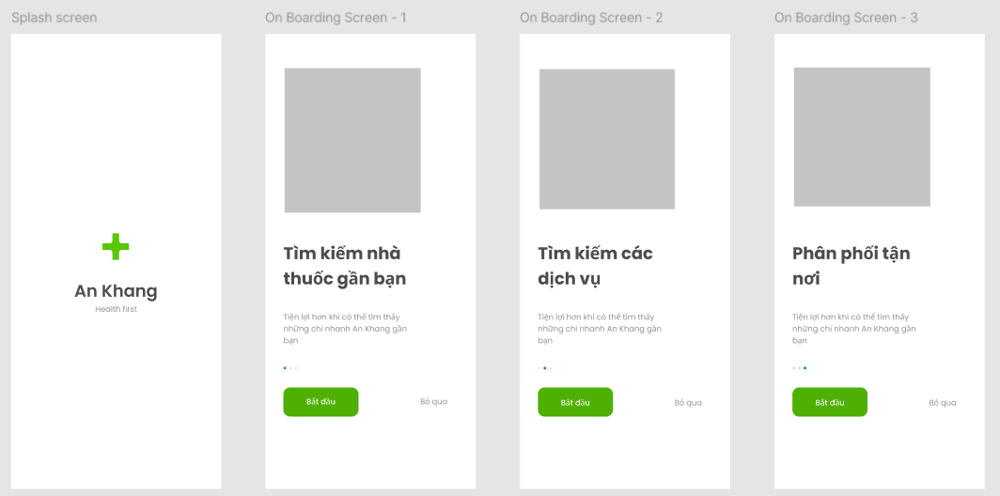 Splash screen
On Boarding Screen - 1
On Boarding Screen - 2
On Boarding Screen - 3
An Khang
Health first
Tìm kiếm nhà
thuốc gần bạn
Tiện lợi hơn khi có thể tìm thấy
những chi nhanh An Khang gần
bạn
Bắt dầu
Bỏ qua
Tìm kiếm các
dịch vụ
Tiện lợi hơn khi có thể tìm thấy
những chi nhanh An Khang gần
bạn
Bắt dầu
Bỏ qua
Phân phối tận
nơi
Tiện lợi hơn khi có thể tìm thấy
những chi nhanh An Khang gần
bạn
Bắt dầu
Bỏ qua